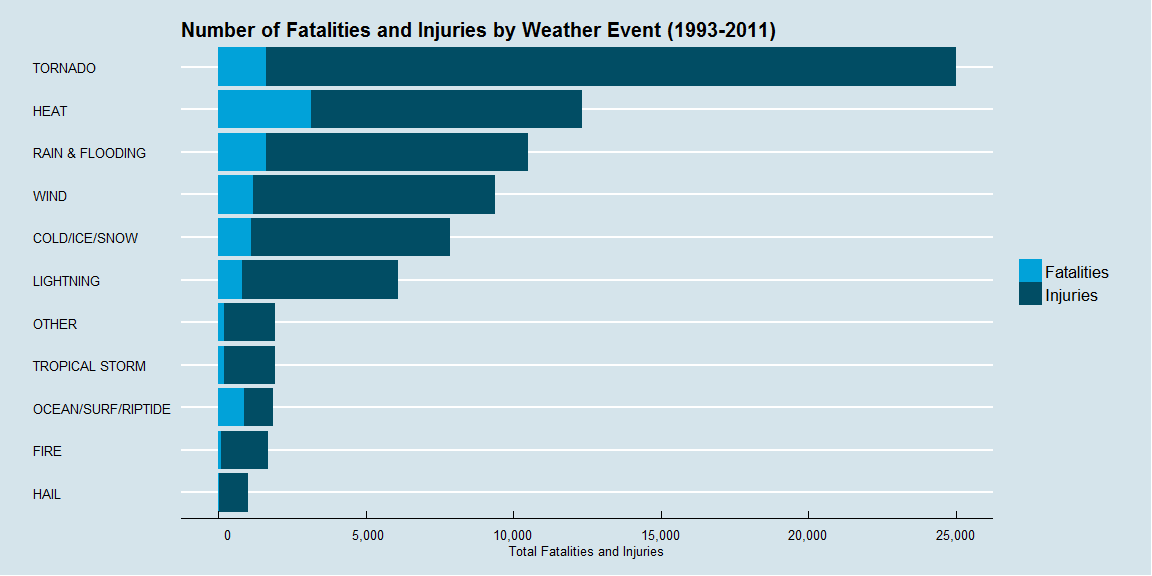 Number of Fatalities and Injuries by Weather Event (1993-2011)
TORNADO
HEAT
RAIN & FLOODING
WIND
COLD/ICE/SNOW
LIGHTNING
OTHER
TROPICAL STORM
OCEAN/SURF/RIPTIDE
FIRE
HAIL
0 5,000 10,000 15,000 20,000 25,000
Total Fatalities and Injuries
Fatalities
Injuries